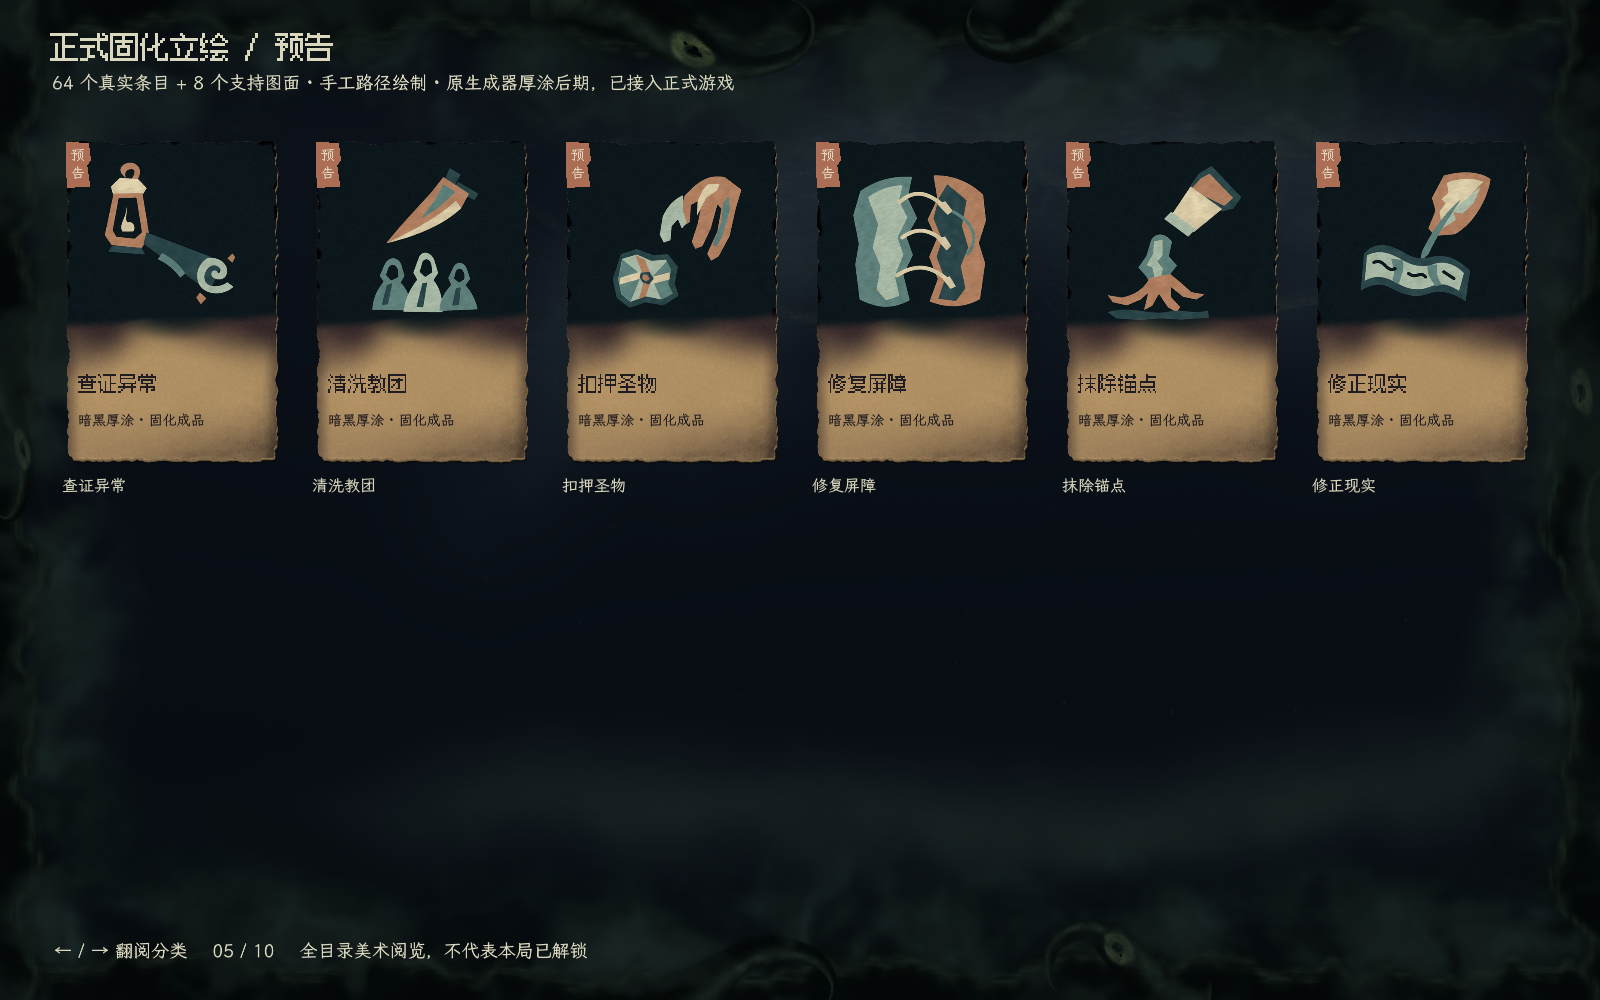 正式固化立绘 / 预告
64 个真实条目 + 8 个支持图面·手工路径绘制·原生成器厚涂后期，已接入正式游戏
预告
查证异常
暗黑厚涂·固化成品
查证异常
预告
清洗教团
暗黑厚涂·固化成品
清洗教团
预告
扣押圣物
暗黑厚涂·固化成品
扣押圣物
预告
修复屏障
暗黑厚涂·固化成品
修复屏障
预告
抹除锚点
暗黑厚涂·固化成品
抹除锚点
预告
修正现实
暗黑厚涂·固化成品
修正现实
← / → 翻阅分类 05 / 10 全目录美术阅览，不代表本局已解锁